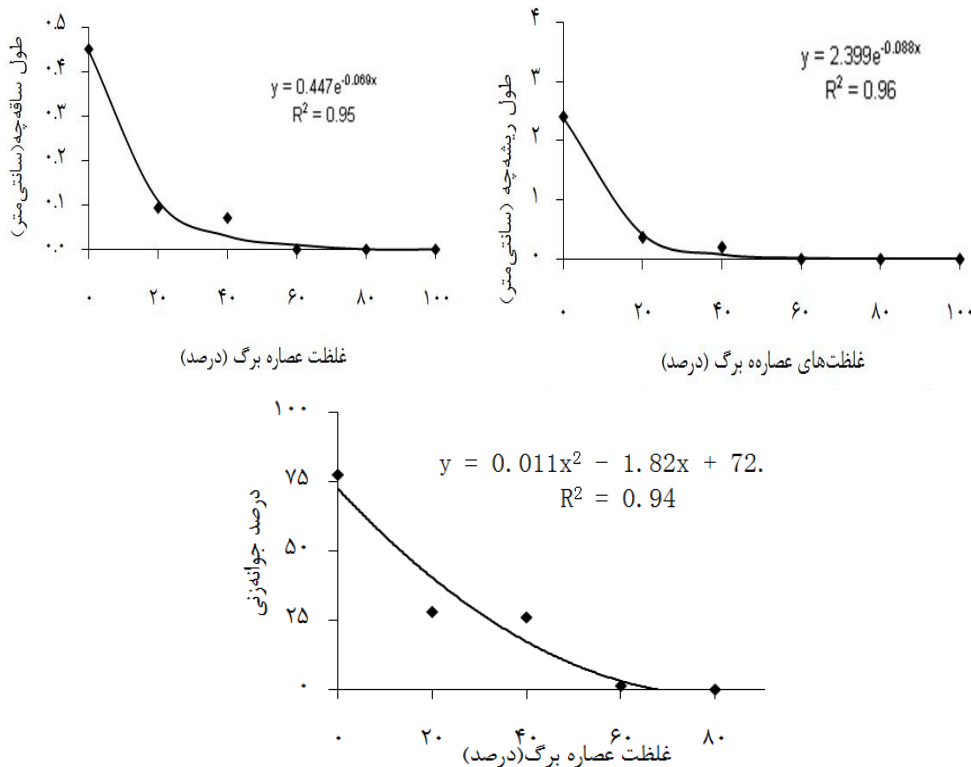 ۰.۵
۰.۴
۰.۳
۰.۲
۰.۱
۰.۰
طول ساقه‌چه(سانتی‌متر)
y = 0.447e-0.069x
R2 = 0.95
۰ ۲۰ ۴۰ ۶۰ ۸۰ ۱۰۰
غلظت عصاره برگ (درصد)
۴
۳
۲
۱
۰
طول ریشه‌چه (سانتی‌متر)
y = 2.399e-0.088x
R2 = 0.96
۰ ۲۰ ۴۰ ۶۰ ۸۰ ۱۰۰
غلظت‌های عصاره‌ه برگ (درصد)
۱۰۰
۷۵
۵۰
۲۵
۰
درصد جوانه‌زنی
y = 0.011x2 - 1.82x + 72.
R2 = 0.94
۰ ۲۰ ۴۰ ۶۰ ۸۰
غلظت عصاره برگ(درصد)